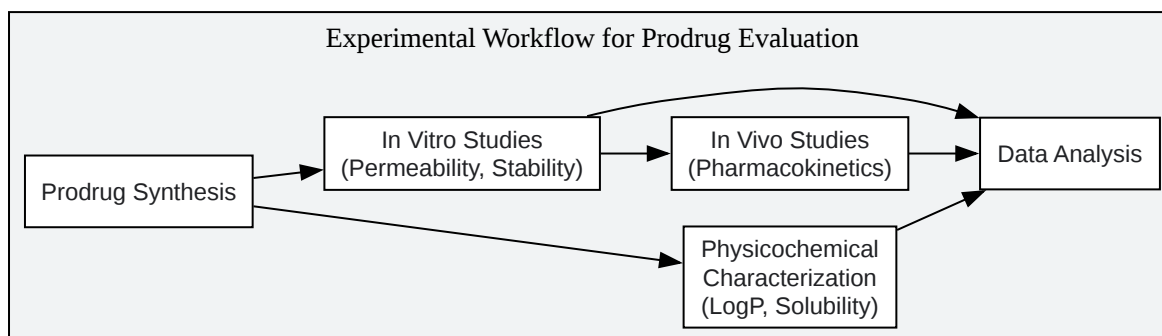 Experimental Workflow for Prodrug Evaluation
Prodrug Synthesis
In Vitro Studies
(Permeability, Stability)
In Vivo Studies
(Pharmacokinetics)
Data Analysis
Physicochemical
Characterization
(LogP, Solubility)